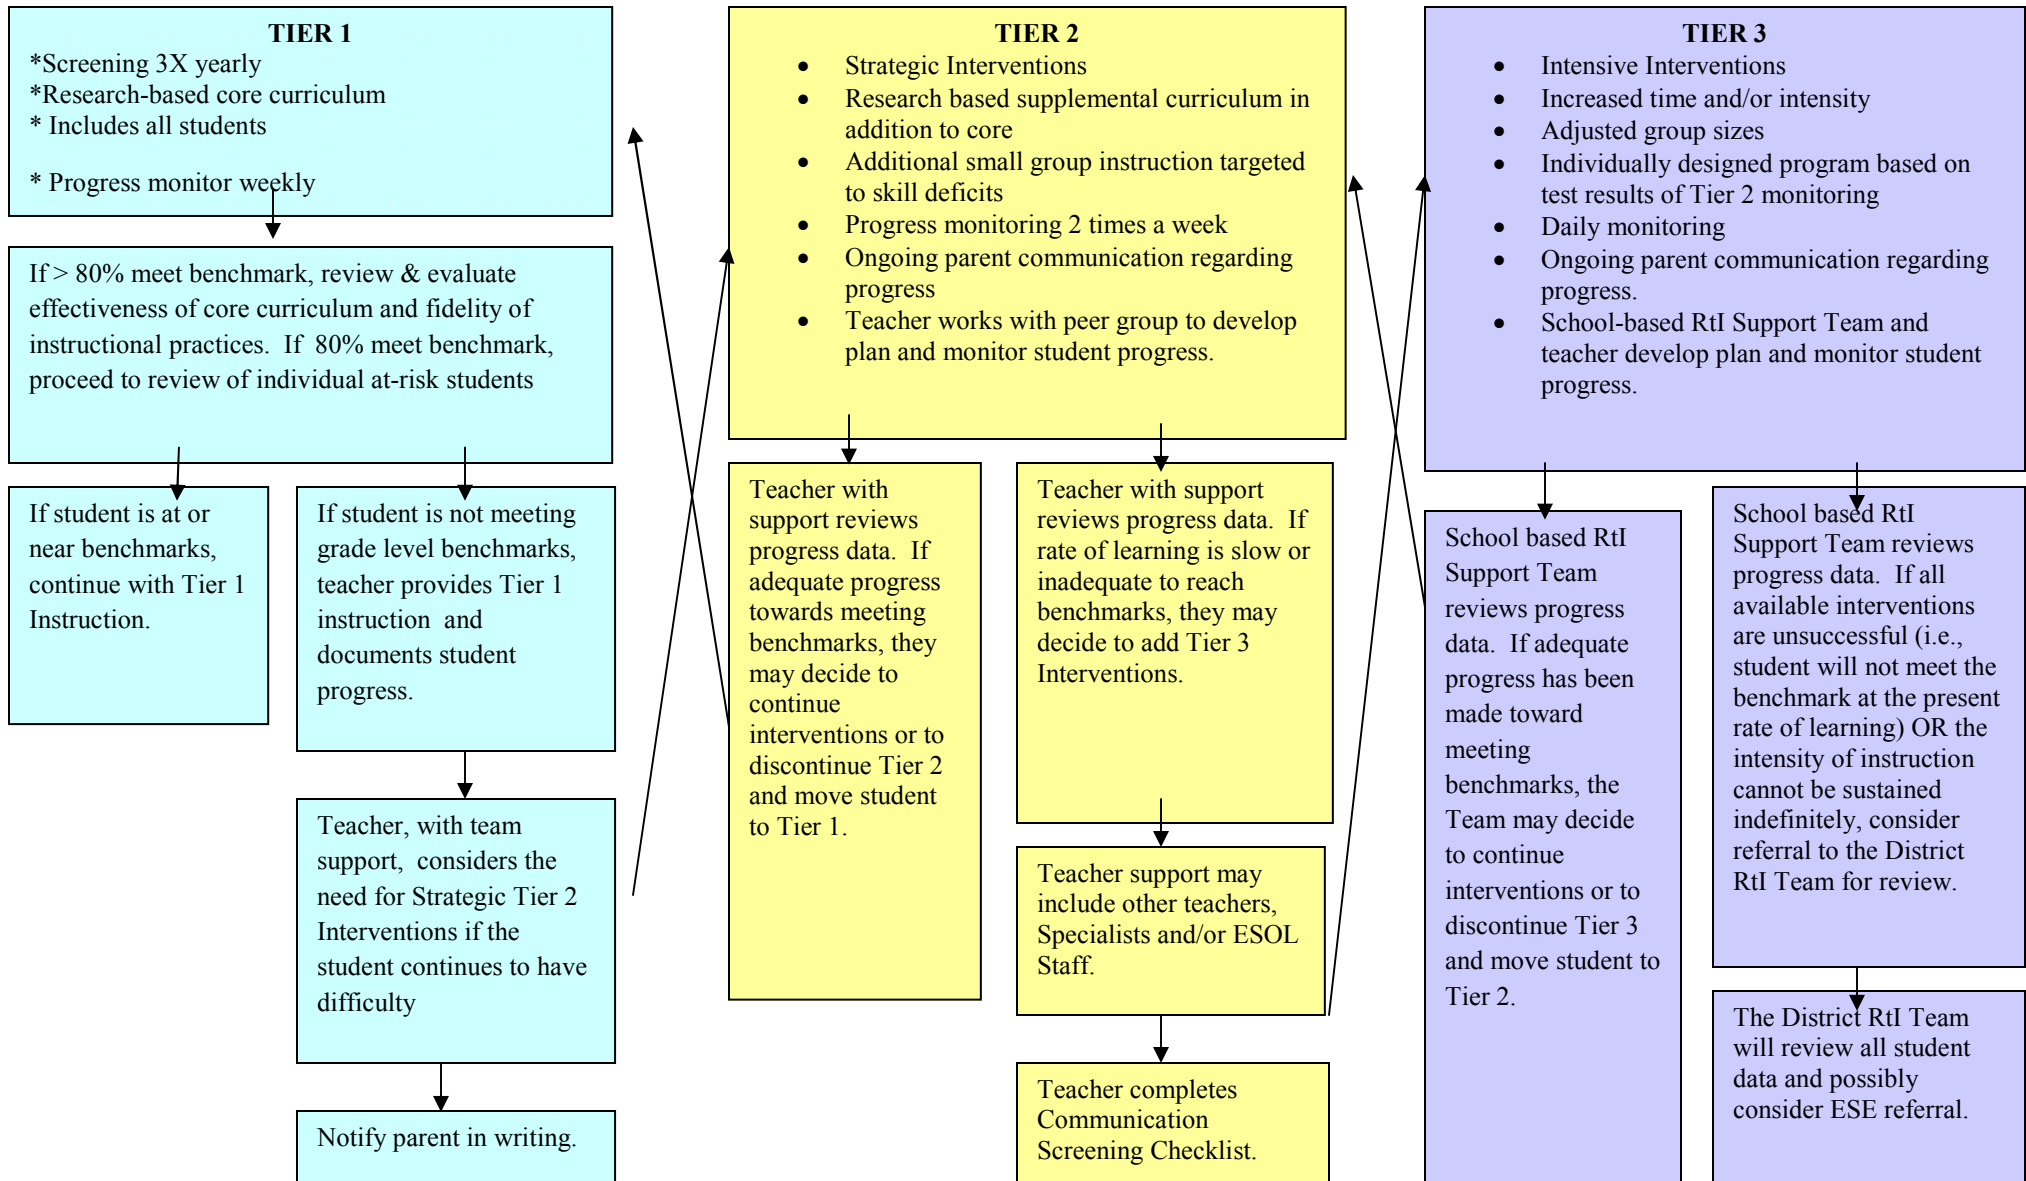 TIER 1
*Screening 3X yearly
*Research-based core curriculum
* Includes all students
* Progress monitor weekly
If > 80% meet benchmark, review & evaluate
effectiveness of core curriculum and fidelity of
instructional practices.  If  80% meet benchmark,
proceed to review of individual at-risk students
If student is at or
near benchmarks,
continue with Tier 1
Instruction.
If student is not meeting
grade level benchmarks,
teacher provides Tier 1
instruction  and
documents student
progress.
Teacher, with team
support,  considers the
need for Strategic Tier 2
Interventions if the
student continues to have
difficulty
Notify parent in writing.
TIER 2
• Strategic Interventions
• Research based supplemental curriculum in
addition to core
• Additional small group instruction targeted
to skill deficits
• Progress monitoring 2 times a week
• Ongoing parent communication regarding
progress
• Teacher works with peer group to develop
plan and monitor student progress.
Teacher with
support reviews
progress data.  If
adequate progress
towards meeting
benchmarks, they
may decide to
continue
interventions or to
discontinue Tier 2
and move student
to Tier 1.
Teacher with support
reviews progress data.  If
rate of learning is slow or
inadequate to reach
benchmarks, they may
decide to add Tier 3
Interventions.
Teacher support may
include other teachers,
Specialists and/or ESOL
Staff.
Teacher completes
Communication
Screening Checklist.
TIER 3
• Intensive Interventions
• Increased time and/or intensity
• Adjusted group sizes
• Individually designed program based on
test results of Tier 2 monitoring
• Daily monitoring
• Ongoing parent communication regarding
progress.
• School-based RtI Support Team and
teacher develop plan and monitor student
progress.
School based RtI
Support Team
reviews progress
data.  If adequate
progress has been
made toward
meeting
benchmarks, the
Team may decide
to continue
interventions or to
discontinue Tier 3
and move student to
Tier 2.
School based RtI
Support Team reviews
progress data.  If all
available interventions
are unsuccessful (i.e.,
student will not meet the
benchmark at the present
rate of learning) OR the
intensity of instruction
cannot be sustained
indefinitely, consider
referral to the District
RtI Team for review.
The District RtI Team
will review all student
data and possibly
consider ESE referral.